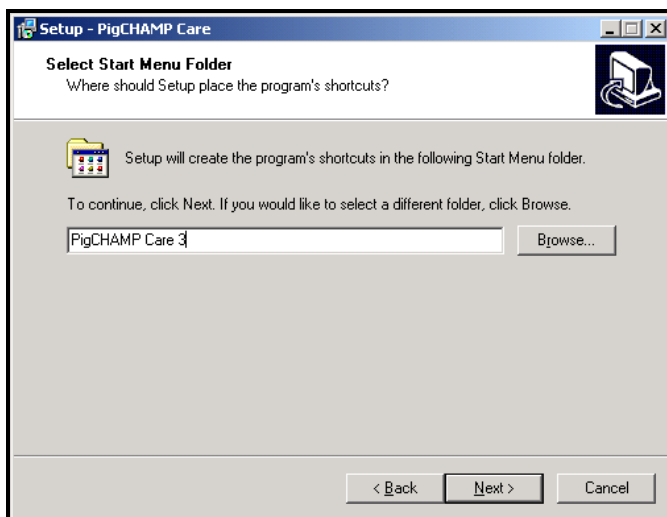 Setup - PigCHAMP Care
Select Start Menu Folder
Where should Setup place the program's shortcuts?
Setup will create the program's shortcuts in the following Start Menu folder.
To continue, click Next. If you would like to select a different folder, click Browse.
PigCHAMP Care 3
Browse...
< Back
Next >
Cancel